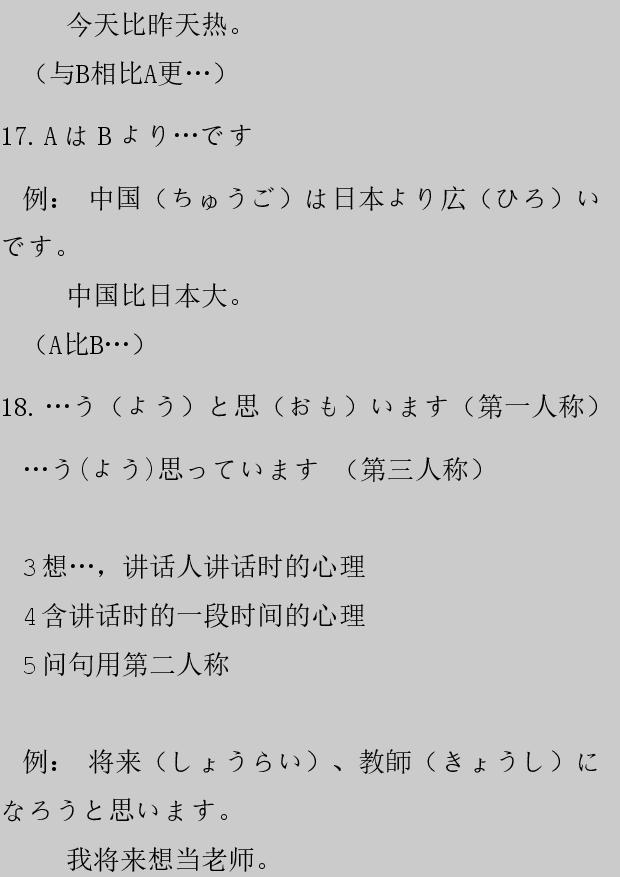 今天比昨天热。
（与B相比A更…）
17. A は B より…です
例： 中国（ちゅうご）は日本より広（ひろ）い
です。
中国比日本大。
（A比B…）
18. …う（よう）と思（おも）います（第一人称）
…う(よう)思っています （第三人称）
3想…，讲话人讲话时的心理
4含讲话时的一段时间的心理
5问句用第二人称
例： 将来（しょうらい）、教師（きょうし）に
なろうと思います。
我将来想当老师。